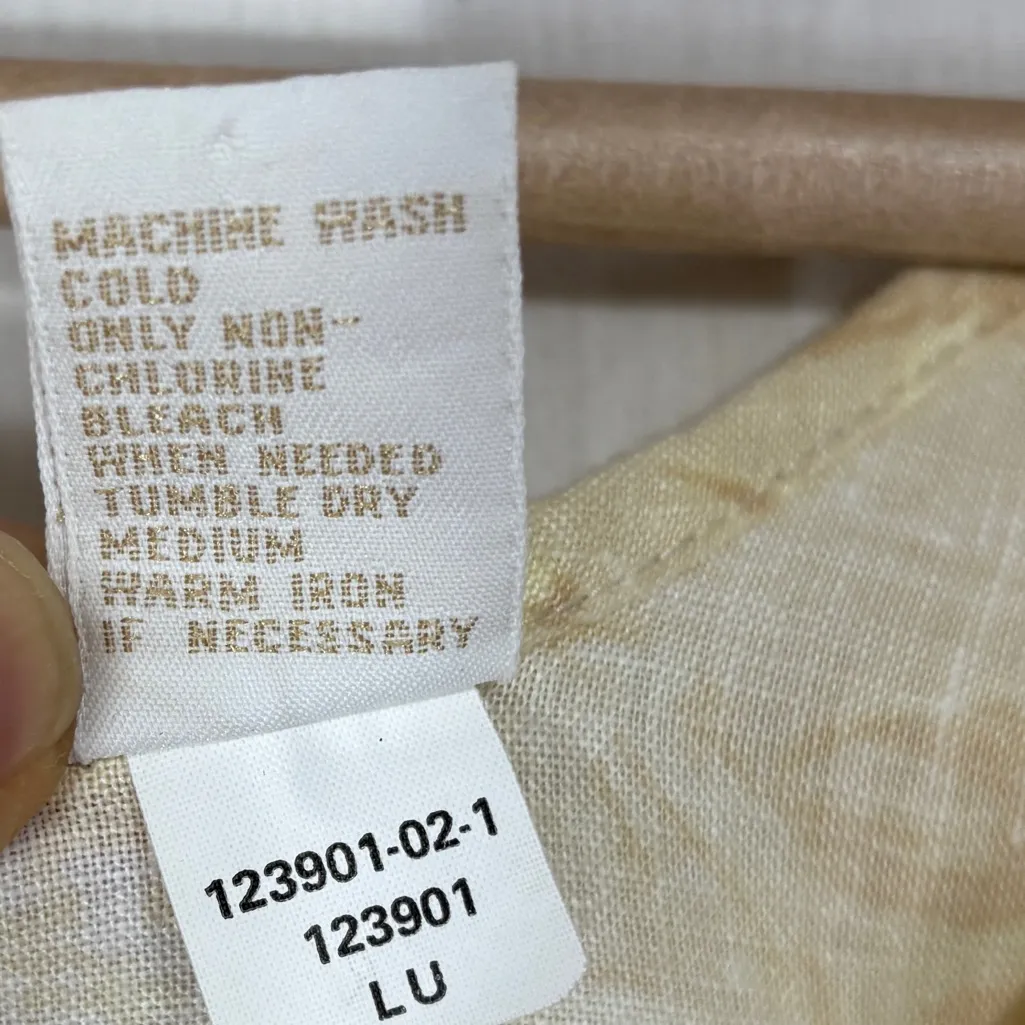 MACHINE WASH
COLD
ONLY NON-
CHLORINE
BLEACH
WHEN NEEDED
TUMBLE DRY
MEDIUM
WARM IRON
IF NECESSARY
123901-02-1
123901
LU